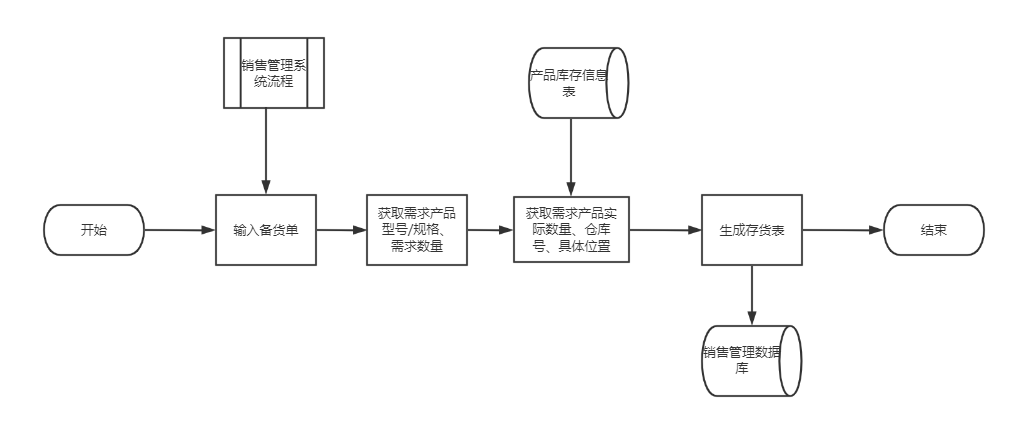 销售管理系
统流程
产品库存信息
表
开始
输入备货单
获取需求产品
型号/规格、
需求数量
获取需求产品实
际数量、仓库
号、具体位置
生成存货表
结束
销售管理数据
库